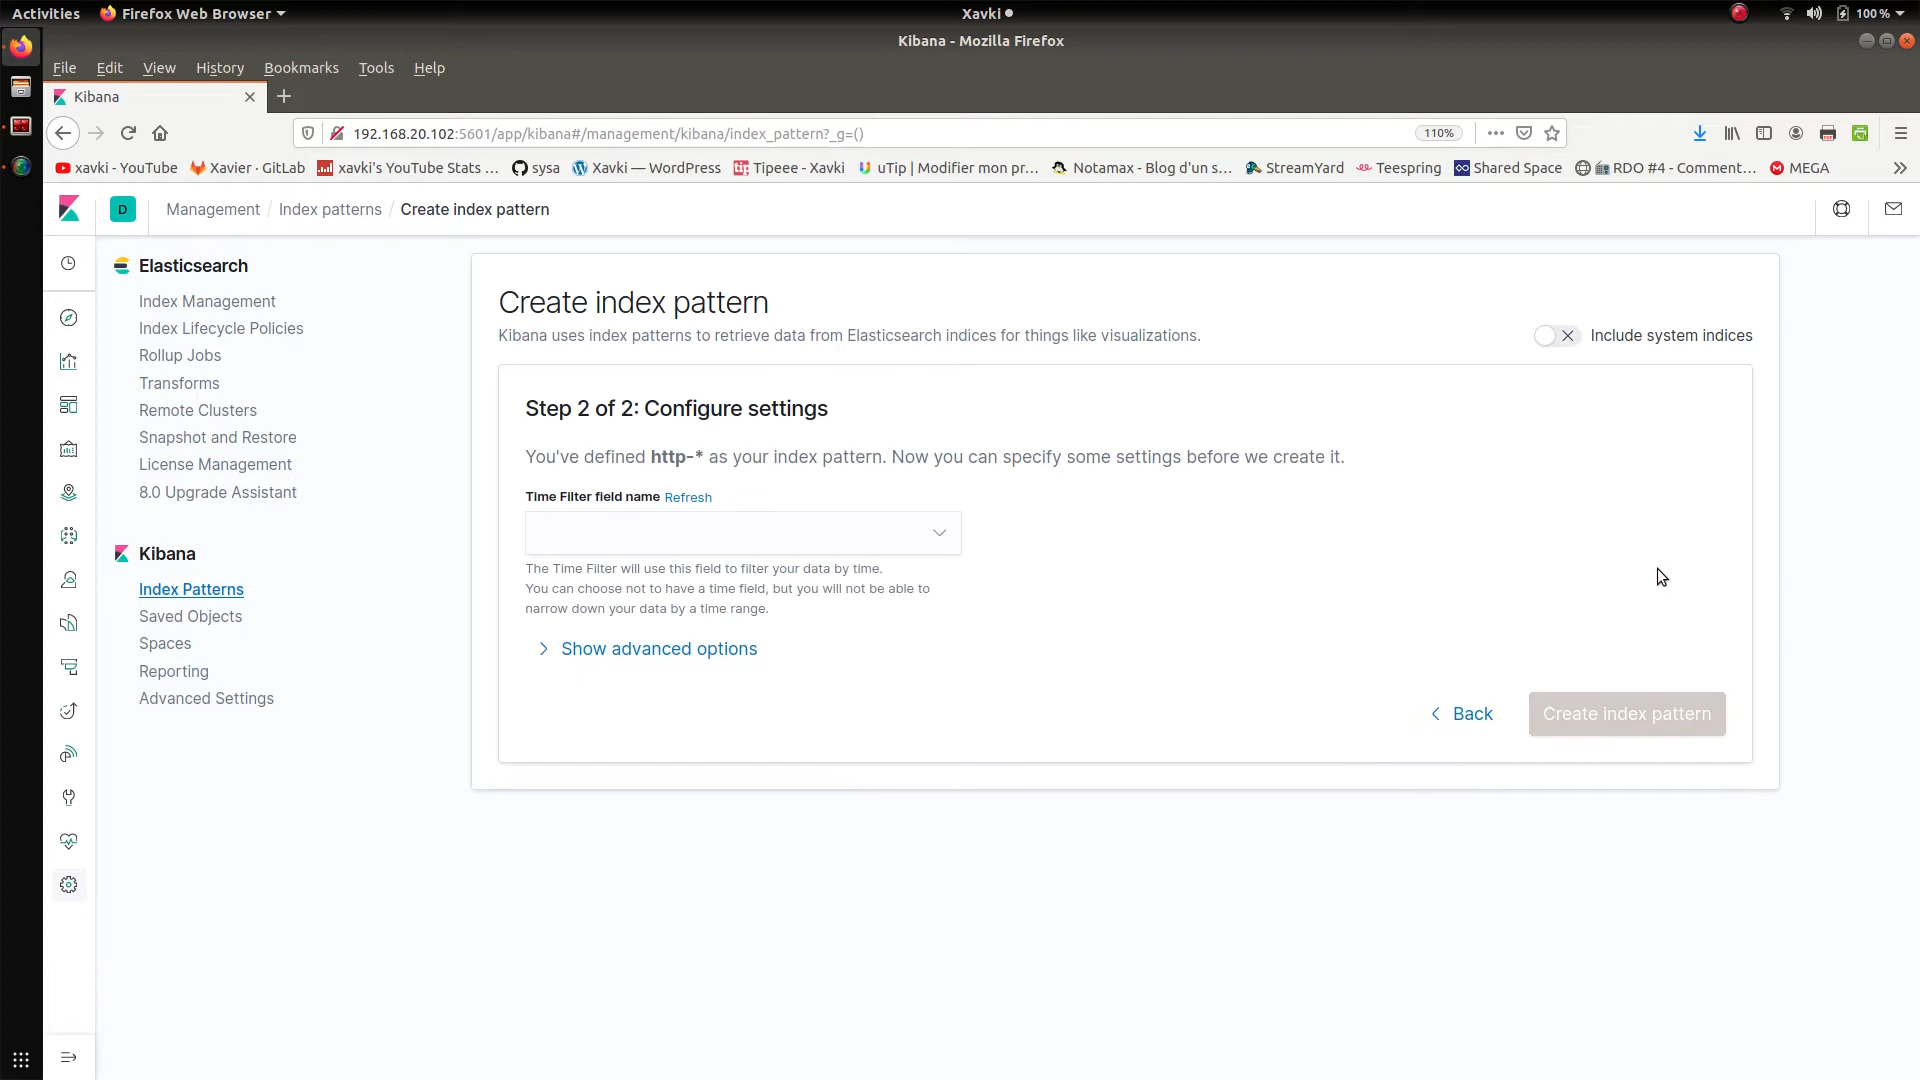 Activities Firefox Web Browser Xavki 100 %
Kibana - Mozilla Firefox
File Edit View History Bookmarks Tools Help
Kibana
192.168.20.102:5601/app/kibana#/management/kibana/index_pattern?_g=() 110%
xavki - YouTube Xavier · GitLab xavki's YouTube Stats ... sysa Xavki — WordPress Tipeee - Xavki uTip | Modifier mon pr... Notamax - Blog d'un s... StreamYard Teespring Shared Space RDO #4 - Comment... MEGA
D Management / Index patterns / Create index pattern
Elasticsearch
Index Management
Index Lifecycle Policies
Rollup Jobs
Transforms
Remote Clusters
Snapshot and Restore
License Management
8.0 Upgrade Assistant
Kibana
Index Patterns
Saved Objects
Spaces
Reporting
Advanced Settings
Create index pattern
Kibana uses index patterns to retrieve data from Elasticsearch indices for things like visualizations.
Include system indices
Step 2 of 2: Configure settings
You've defined http-* as your index pattern. Now you can specify some settings before we create it.
Time Filter field name Refresh
The Time Filter will use this field to filter your data by time.
You can choose not to have a time field, but you will not be able to
narrow down your data by a time range.
Show advanced options
Back Create index pattern